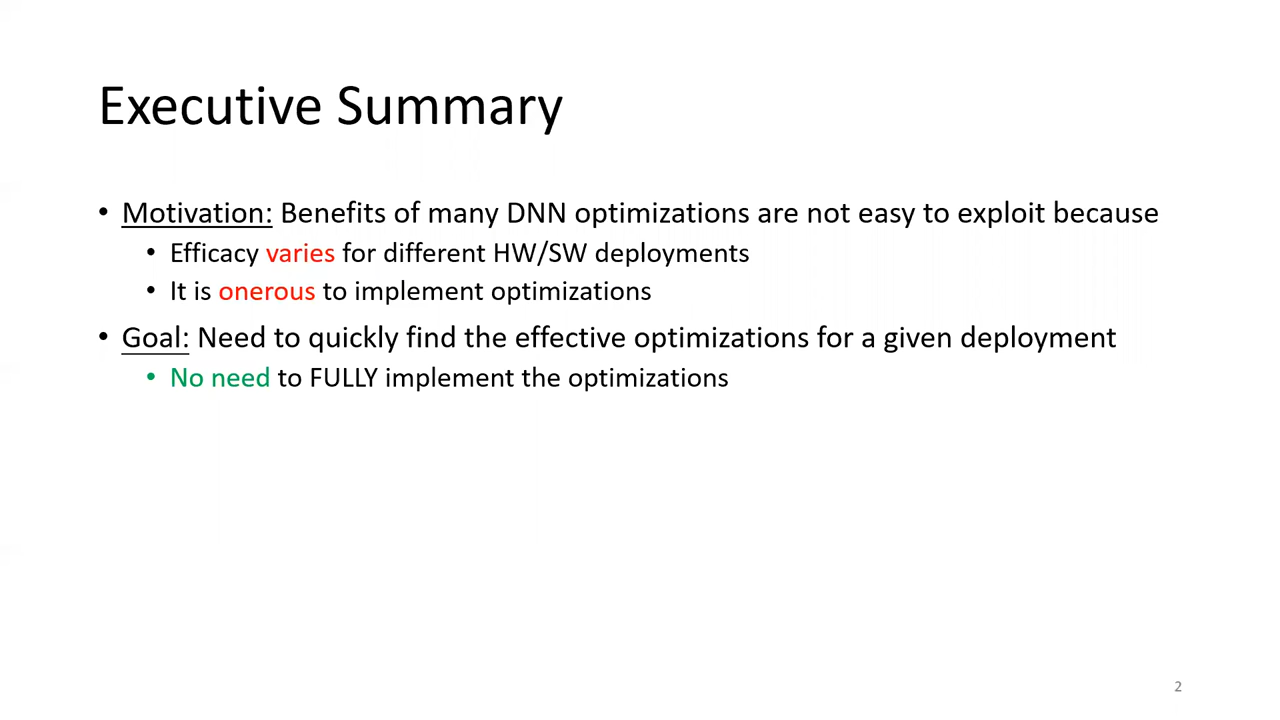 Executive Summary
• Motivation: Benefits of many DNN optimizations are not easy to exploit because
• Efficacy varies for different HW/SW deployments
• It is onerous to implement optimizations
• Goal: Need to quickly find the effective optimizations for a given deployment
• No need to FULLY implement the optimizations
2